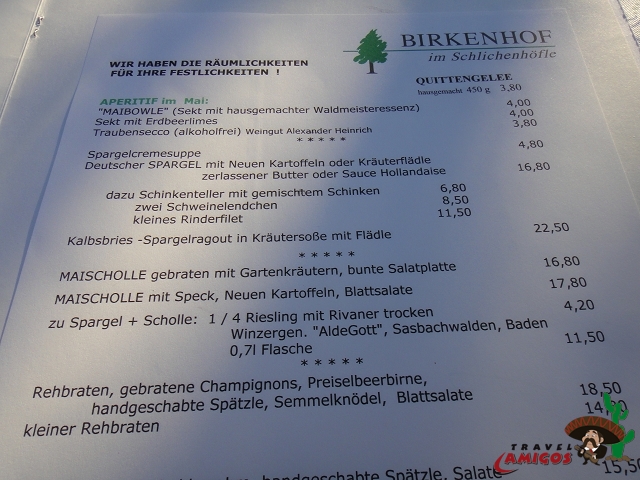 BIRKENHOF
im Schlichenhöfle
WIR HABEN DIE RÄUMLICHKEITEN
FÜR IHRE FESTLICHKEITEN !
QUITTENGELEE
hausgemacht 450 g 3,80
APERITIF im Mai:
"MAIBOWLE" (Sekt mit hausgemachter Waldmeisteressenz) 4,00
Sekt mit Erdbeerlimes 4,00
Traubensecco (alkoholfrei) Weingut Alexander Heinrich 3,80
* * * * *
Spargelcremesuppe 4,80
Deutscher SPARGEL mit Neuen Kartoffeln oder Kräuterflädle
zerlassener Butter oder Sauce Hollandaise 16,80
dazu Schinkenteller mit gemischtem Schinken 6,80
zwei Schweinelendchen 8,50
kleines Rinderfilet 11,50
Kalbsbries -Spargelragout in Kräutersoße mit Flädle 22,50
* * * * *
MAISCHOLLE gebraten mit Gartenkräutern, bunte Salatplatte 16,80
MAISCHOLLE mit Speck, Neuen Kartoffeln, Blattsalate 17,80
zu Spargel + Scholle: 1 / 4 Riesling mit Rivaner trocken 4,20
Winzergen. "AldeGott", Sasbachwalden, Baden
0,7l Flasche 11,50
* * * * *
Rehbraten, gebratene Champignons, Preiselbeerbirne,
handgeschabte Spätzle, Semmelknödel, Blattsalate 18,50
kleiner Rehbraten 14,00
handgeschabte Spätzle, Salate 15,50
TRAVEL
AMIGOS